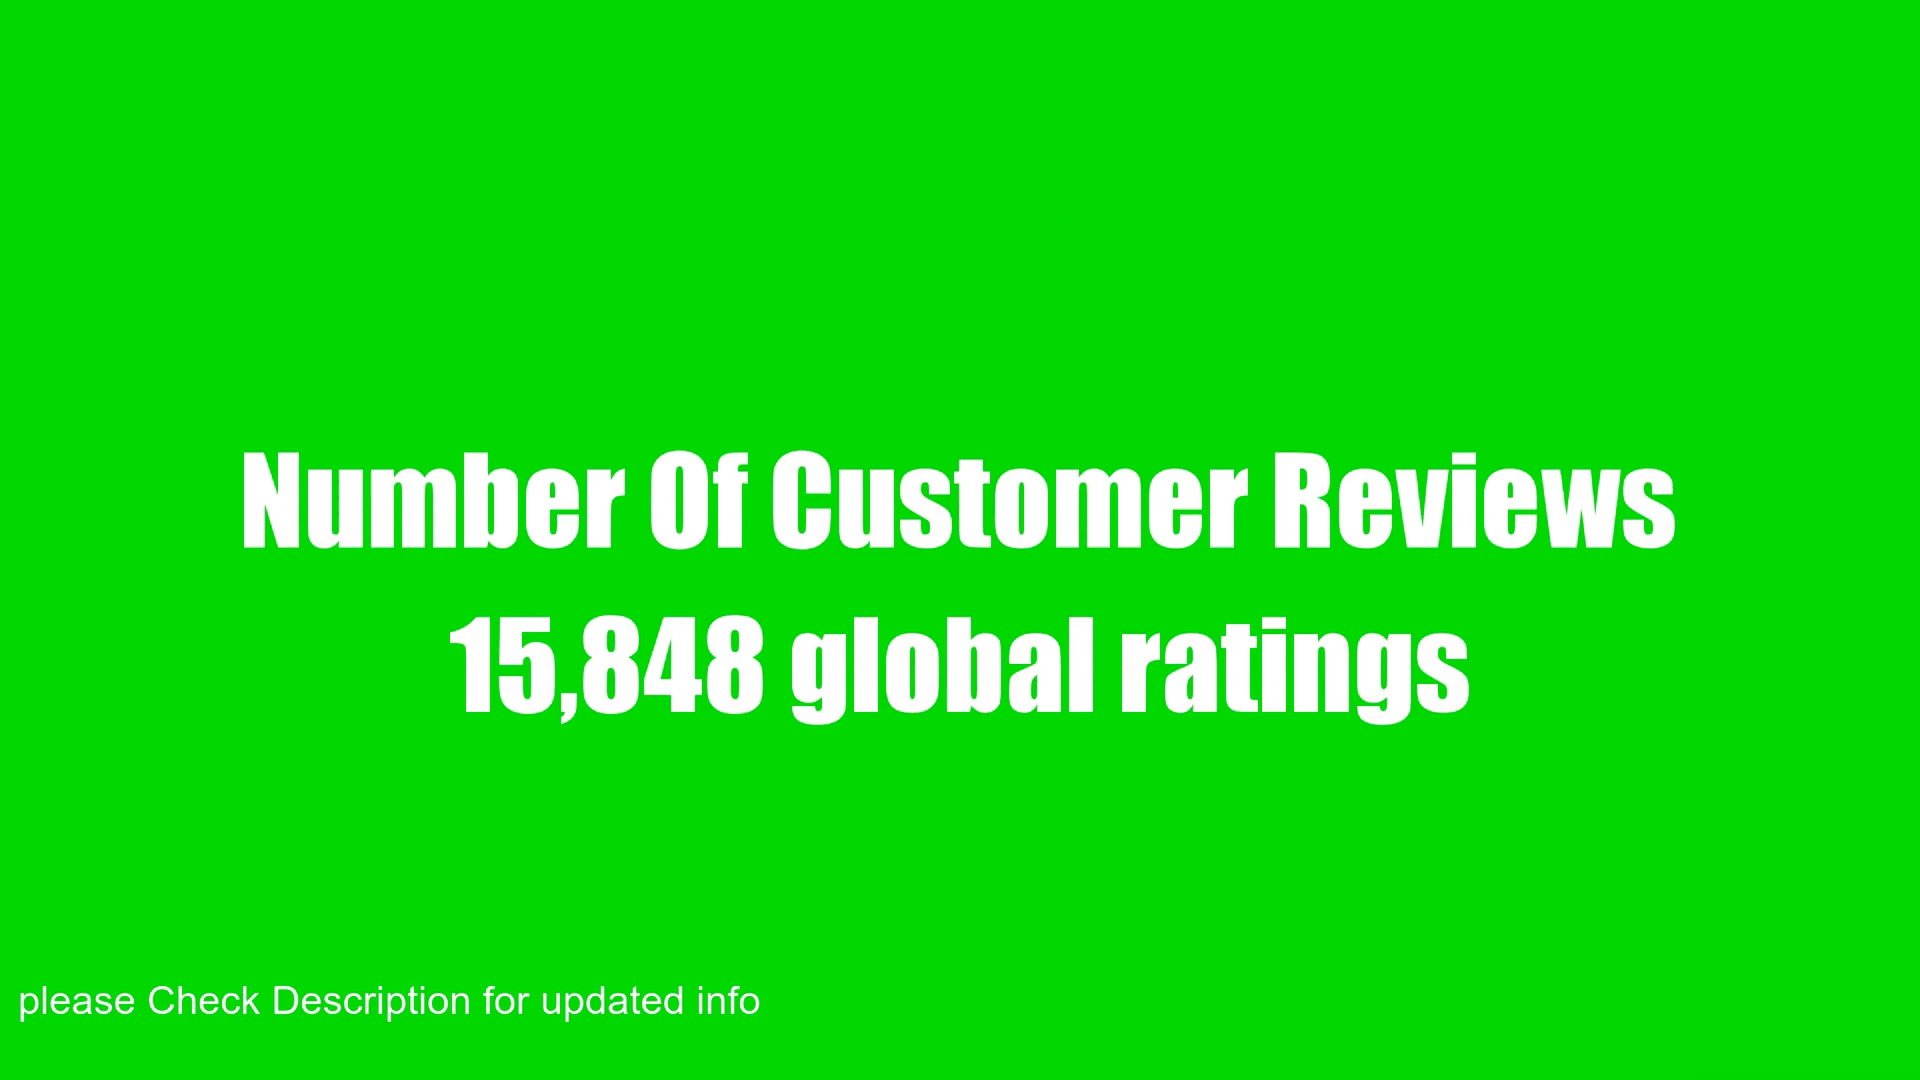 Number Of Customer Reviews
15,848 global ratings
please Check Description for updated info